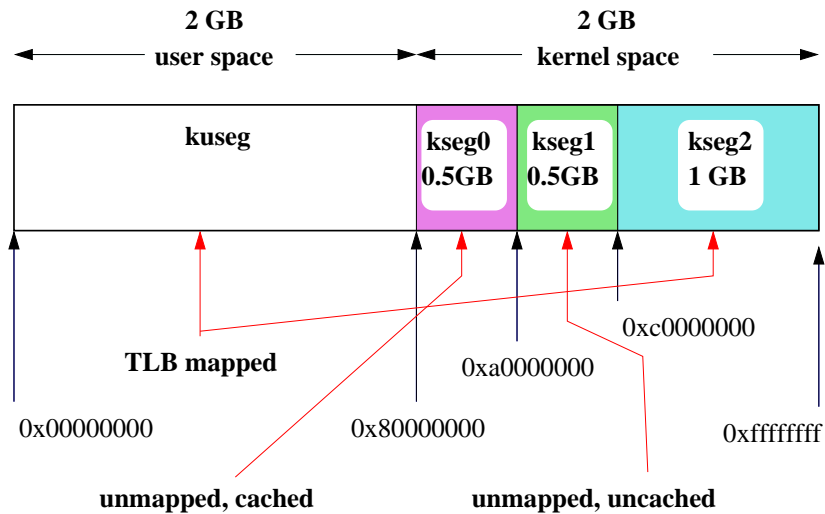 2 GB
user space
2 GB
kernel space
kuseg
kseg0
0.5GB
kseg1
0.5GB
kseg2
1 GB
TLB mapped
0xc0000000
0xa0000000
0x00000000
0x80000000
0xffffffff
unmapped, cached
unmapped, uncached